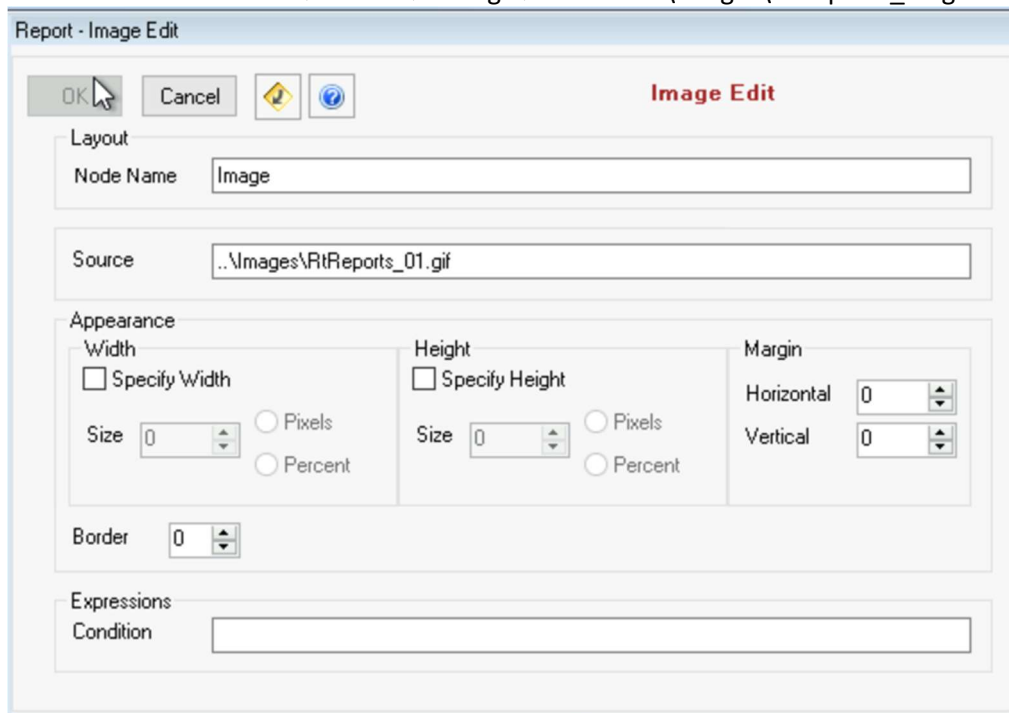 Report - Image Edit
OK Cancel Image Edit
Layout
Node Name Image
Source ..\Images\RtReports_01.gif
Appearance
Width Height Margin
Specify Width Specify Height
Horizontal 0
Size 0 Pixels Size 0 Pixels
Vertical 0
Percent Percent
Border 0
Expressions
Condition